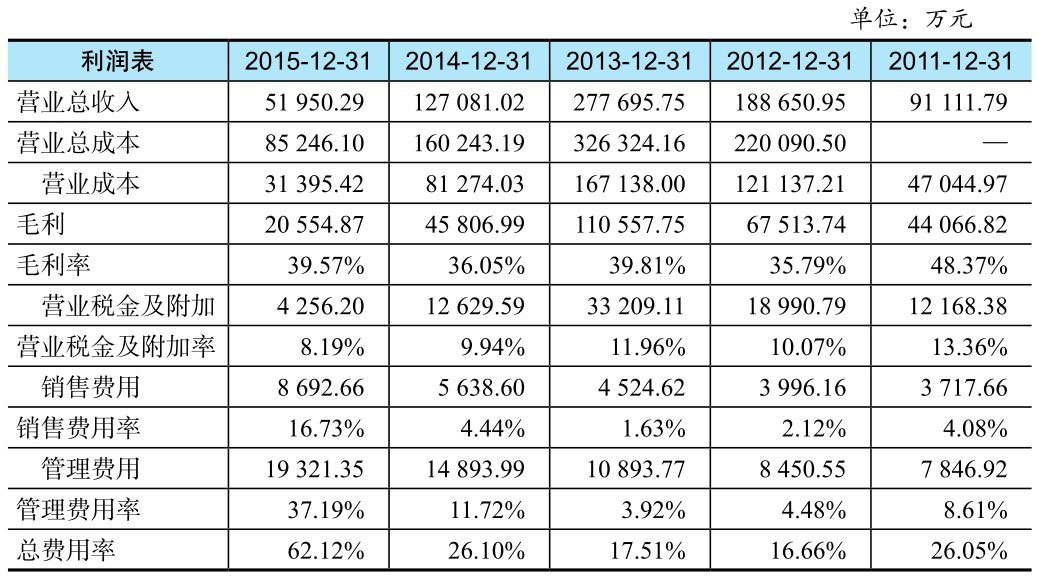 单位：万元
利润表 2015-12-31 2014-12-31 2013-12-31 2012-12-31 2011-12-31
营业总收入 51 950.29 127 081.02 277 695.75 188 650.95 91 111.79
营业总成本 85 246.10 160 243.19 326 324.16 220 090.50 —
营业成本 31 395.42 81 274.03 167 138.00 121 137.21 47 044.97
毛利 20 554.87 45 806.99 110 557.75 67 513.74 44 066.82
毛利率 39.57% 36.05% 39.81% 35.79% 48.37%
营业税金及附加 4 256.20 12 629.59 33 209.11 18 990.79 12 168.38
营业税金及附加率 8.19% 9.94% 11.96% 10.07% 13.36%
销售费用 8 692.66 5 638.60 4 524.62 3 996.16 3 717.66
销售费用率 16.73% 4.44% 1.63% 2.12% 4.08%
管理费用 19 321.35 14 893.99 10 893.77 8 450.55 7 846.92
管理费用率 37.19% 11.72% 3.92% 4.48% 8.61%
总费用率 62.12% 26.10% 17.51% 16.66% 26.05%